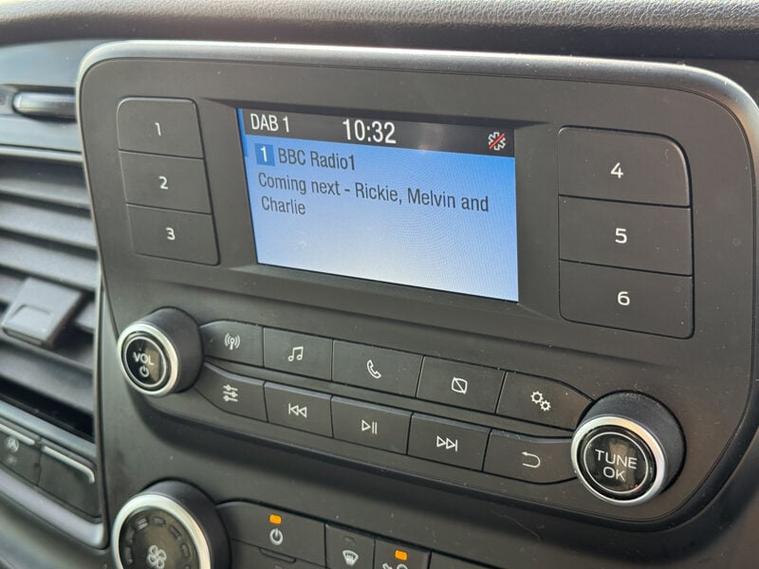 DAB 1 10:32
1 BBC Radio1
Coming next - Rickie, Melvin and
Charlie
1
2
3
4
5
6
VOL
TUNE
OK